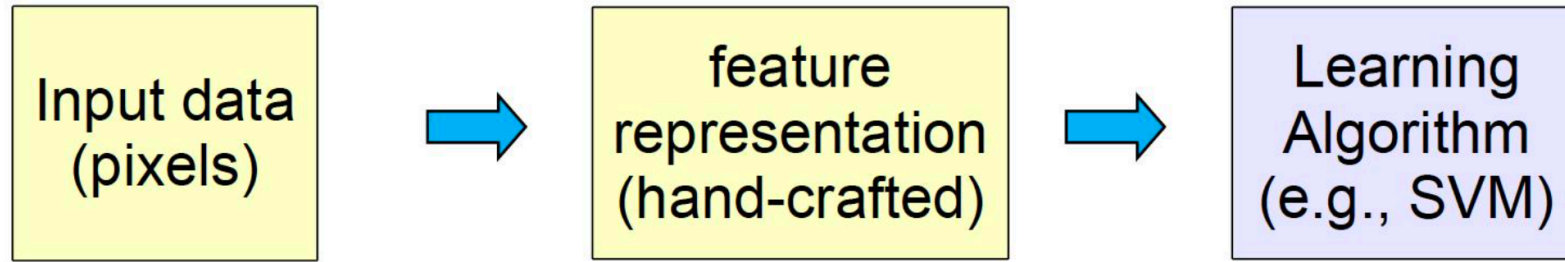 Input data
(pixels)
feature
representation
(hand-crafted)
Learning
Algorithm
(e.g., SVM)